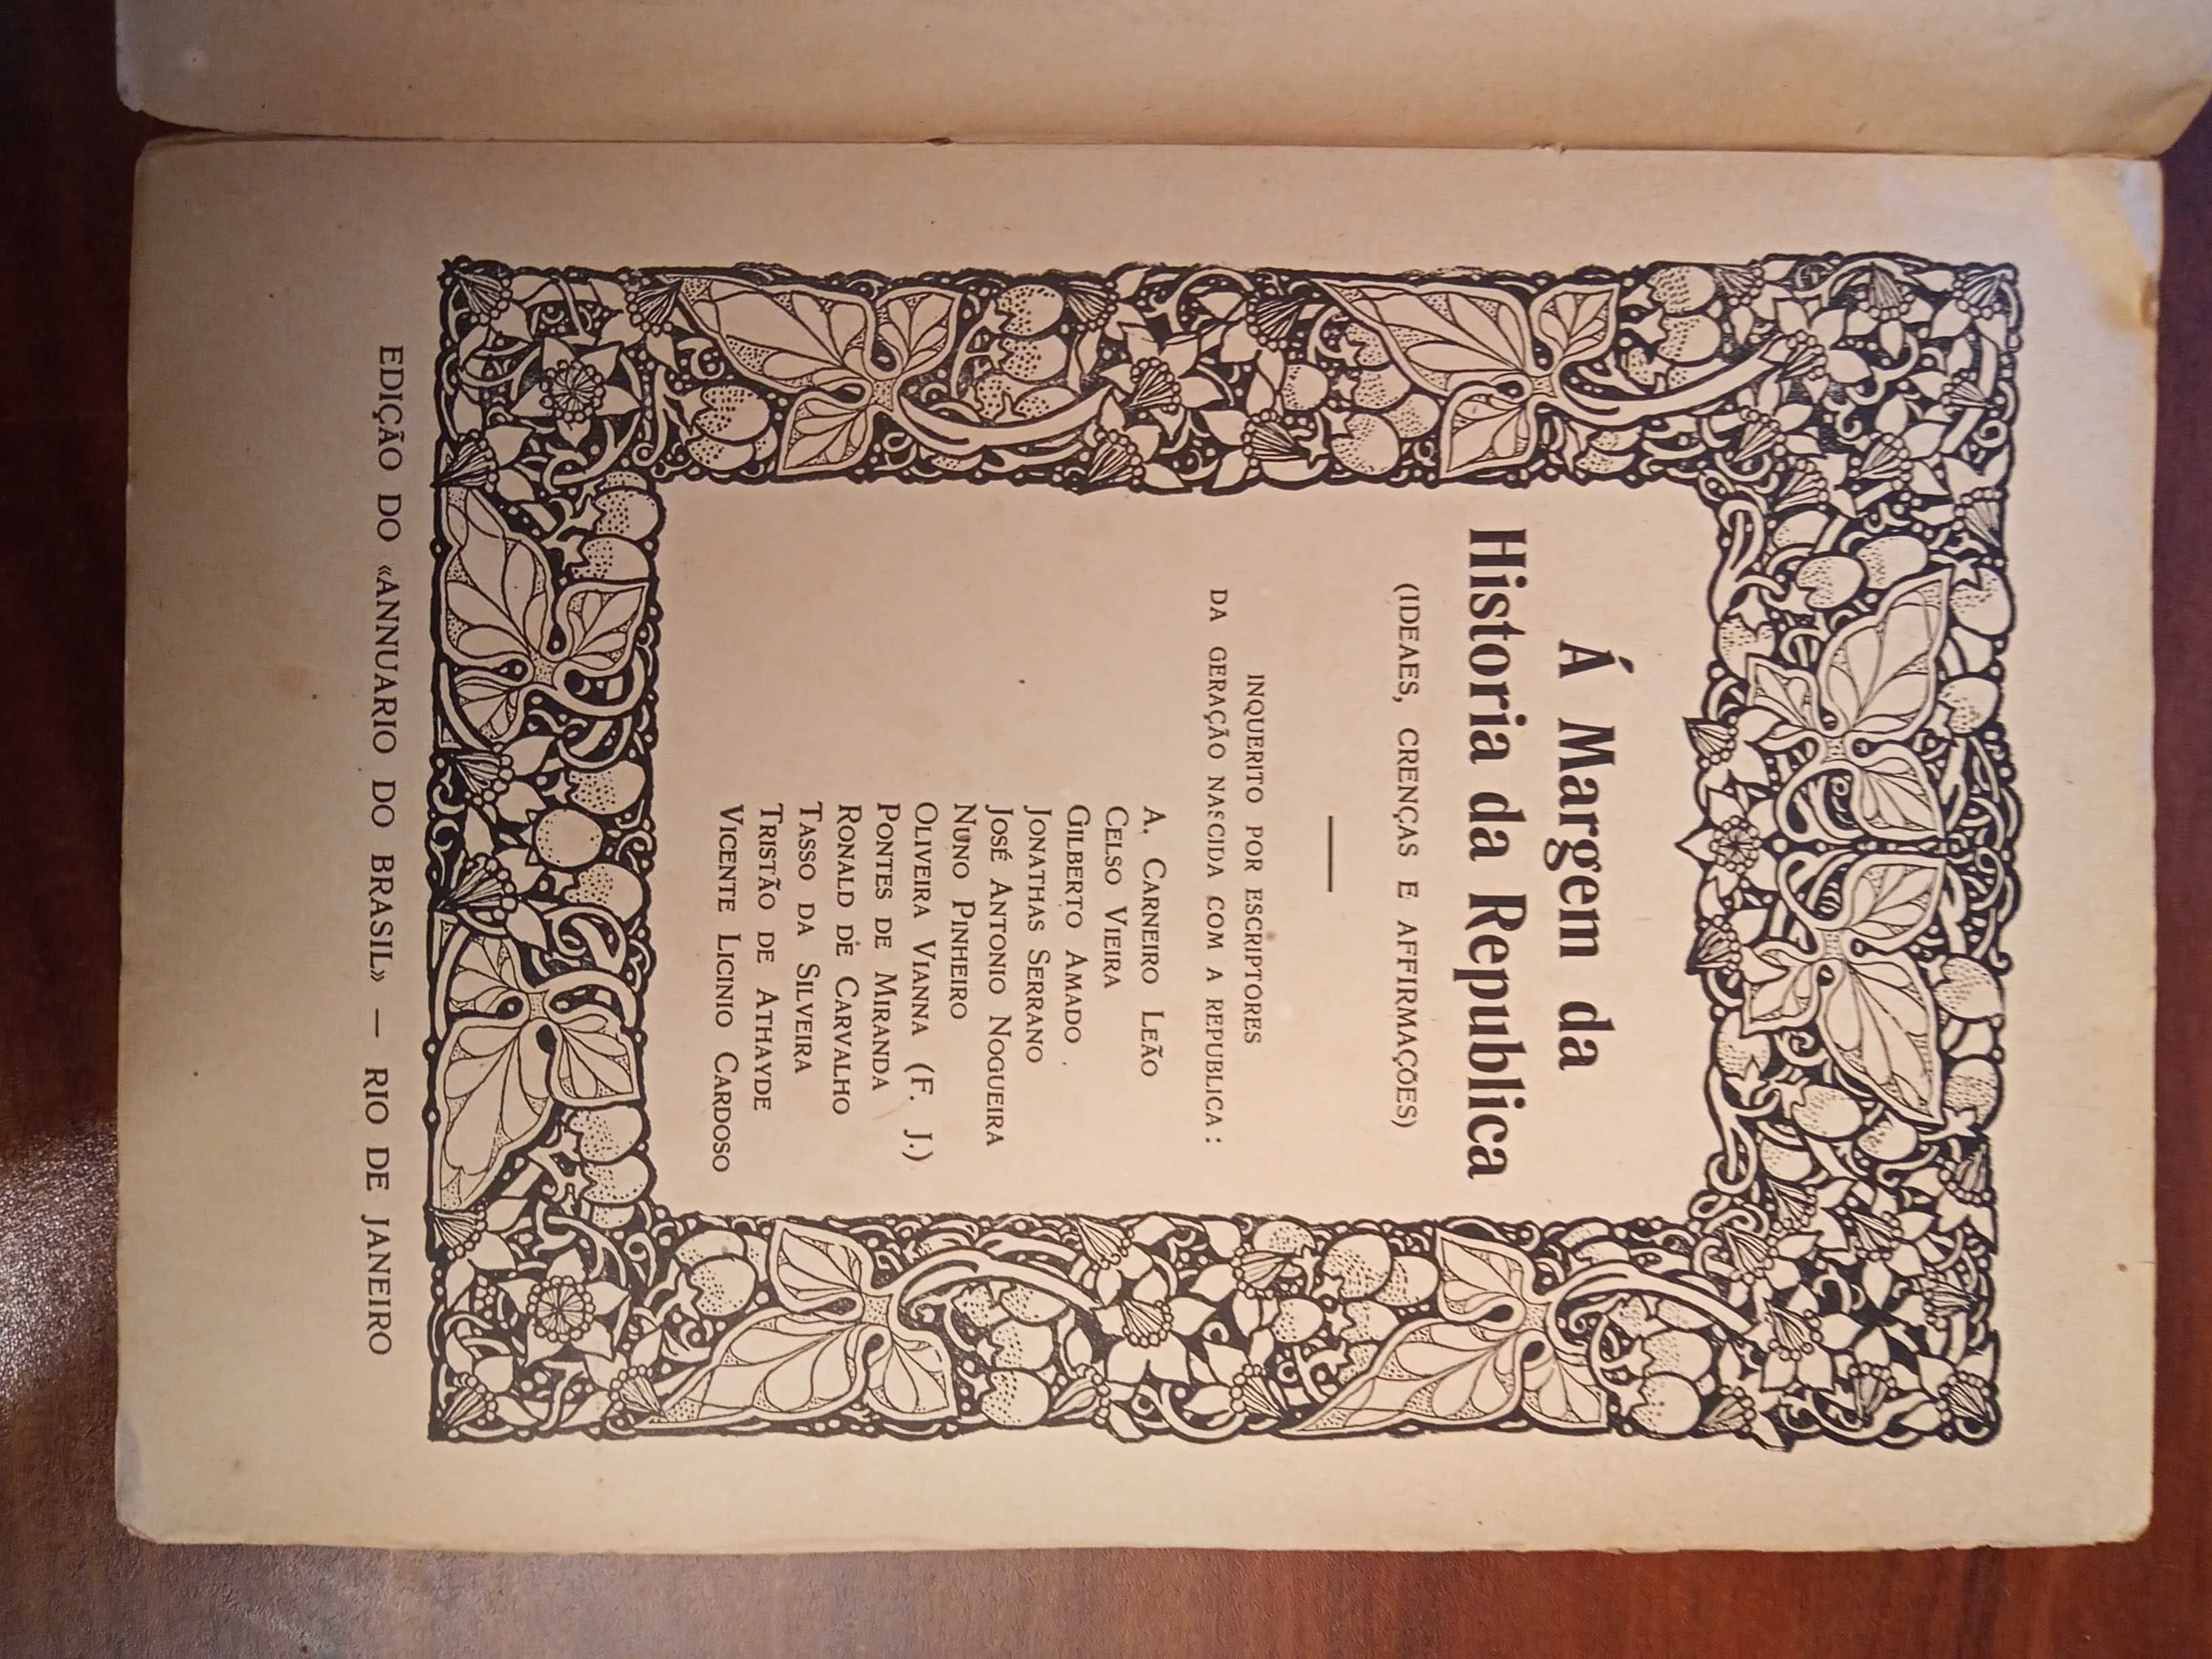 Á Margem da
Historia da Republica
(IDEAES, CRENÇAS E AFFIRMAÇÕES)
INQUERITO POR ESCRIPTORES
DA GERAÇÃO NASCIDA COM A REPUBLICA :
A. CARNEIRO LEÃO
CELSO VIEIRA
GILBERTO AMADO
JONATHAS SERRANO
JOSÉ ANTONIO NOGUEIRA
NUNO PINHEIRO
OLIVEIRA VIANNA (F. J.)
PONTES DE MIRANDA
RONALD DE CARVALHO
TASSO DA SILVEIRA
TRISTÃO DE ATHAYDE
VICENTE LICINIO CARDOSO
EDIÇÃO DO «ANNUARIO DO BRASIL» — RIO DE JANEIRO